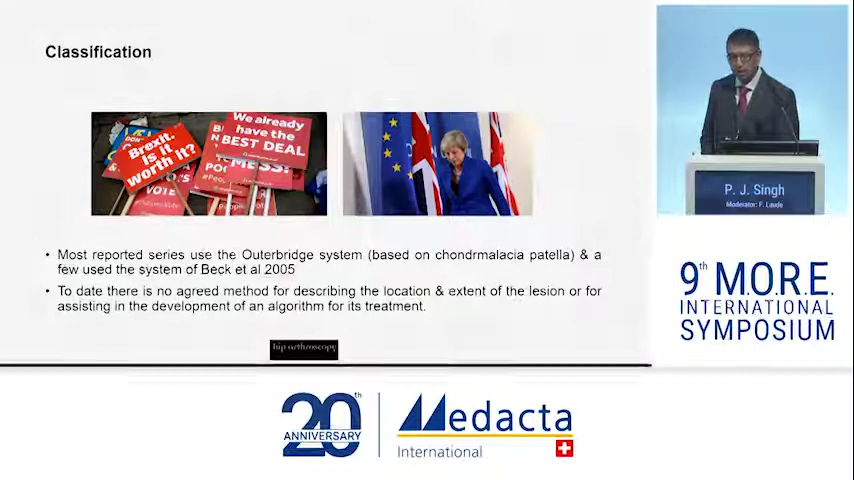 Classification
Brexit.
Is it
worth it?
VOTE
We already
have the
BEST DEAL
MESS!
• Most reported series use the Outerbridge system (based on chondrmalacia patella) & a
few used the system of Beck et al 2005
• To date there is no agreed method for describing the location & extent of the lesion or for
assisting in the development of an algorithm for its treatment.
hip arthroscopy
P. J. Singh
Moderator: F. Laude
9th M.O.R.E.
INTERNATIONAL
SYMPOSIUM
20th
ANNIVERSARY
Medacta
International